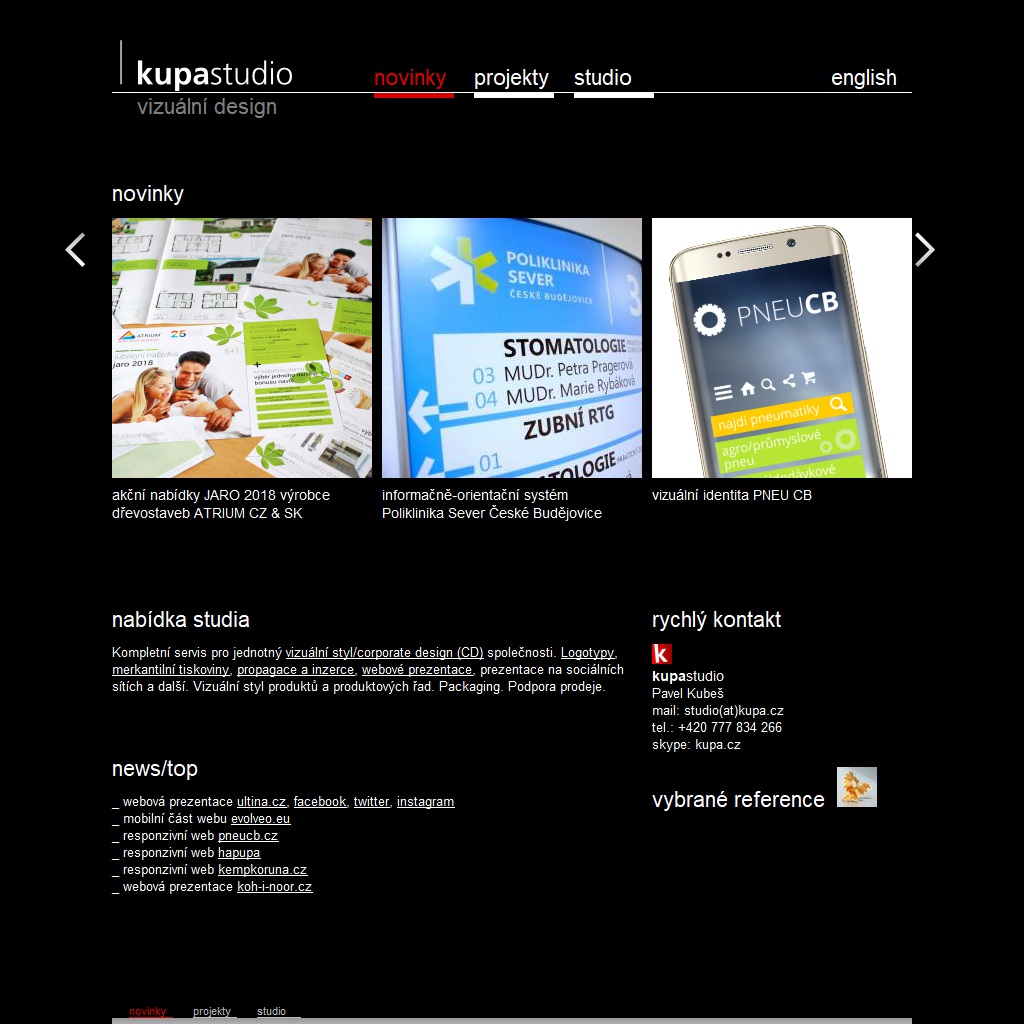 kupastudio
vizuální design
novinky
projekty
studio
english
novinky
jaro 2018
ATRIUM
25
jubilejní nabídka
jaro 2018
5+1
POLIKLINIKA
SEVER
ČESKÉ BUDĚJOVICE
3
STOMATOLOGIE
03 MUDr. Petra Pragerová
04 MUDr. Marie Rybáková
ZUBNÍ RTG
01
PNEUCB
najdi pneumatiky
agro/průmyslové
pneu
akční nabídky JARO 2018 výrobce
dřevostaveb ATRIUM CZ & SK
informačně-orientační systém
Poliklinika Sever České Budějovice
vizuální identita PNEU CB
nabídka studia
Kompletní servis pro jednotný vizuální styl/corporate design (CD) společnosti. Logotypy,
merkantilní tiskoviny, propagace a inzerce, webové prezentace, prezentace na sociálních
sítích a další. Vizuální styl produktů a produktových řad. Packaging. Podpora prodeje.
rychlý kontakt
k
kupastudio
Pavel Kubeš
mail: studio(at)kupa.cz
tel.: +420 777 834 266
skype: kupa.cz
news/top
_ webová prezentace ultina.cz, facebook, twitter, instagram
_ mobilní část webu evolveo.eu
_ responzivní web pneucb.cz
_ responzivní web hapupa
_ responzivní web kempkoruna.cz
_ webová prezentace koh-i-noor.cz
vybrané reference
novinky
projekty
studio